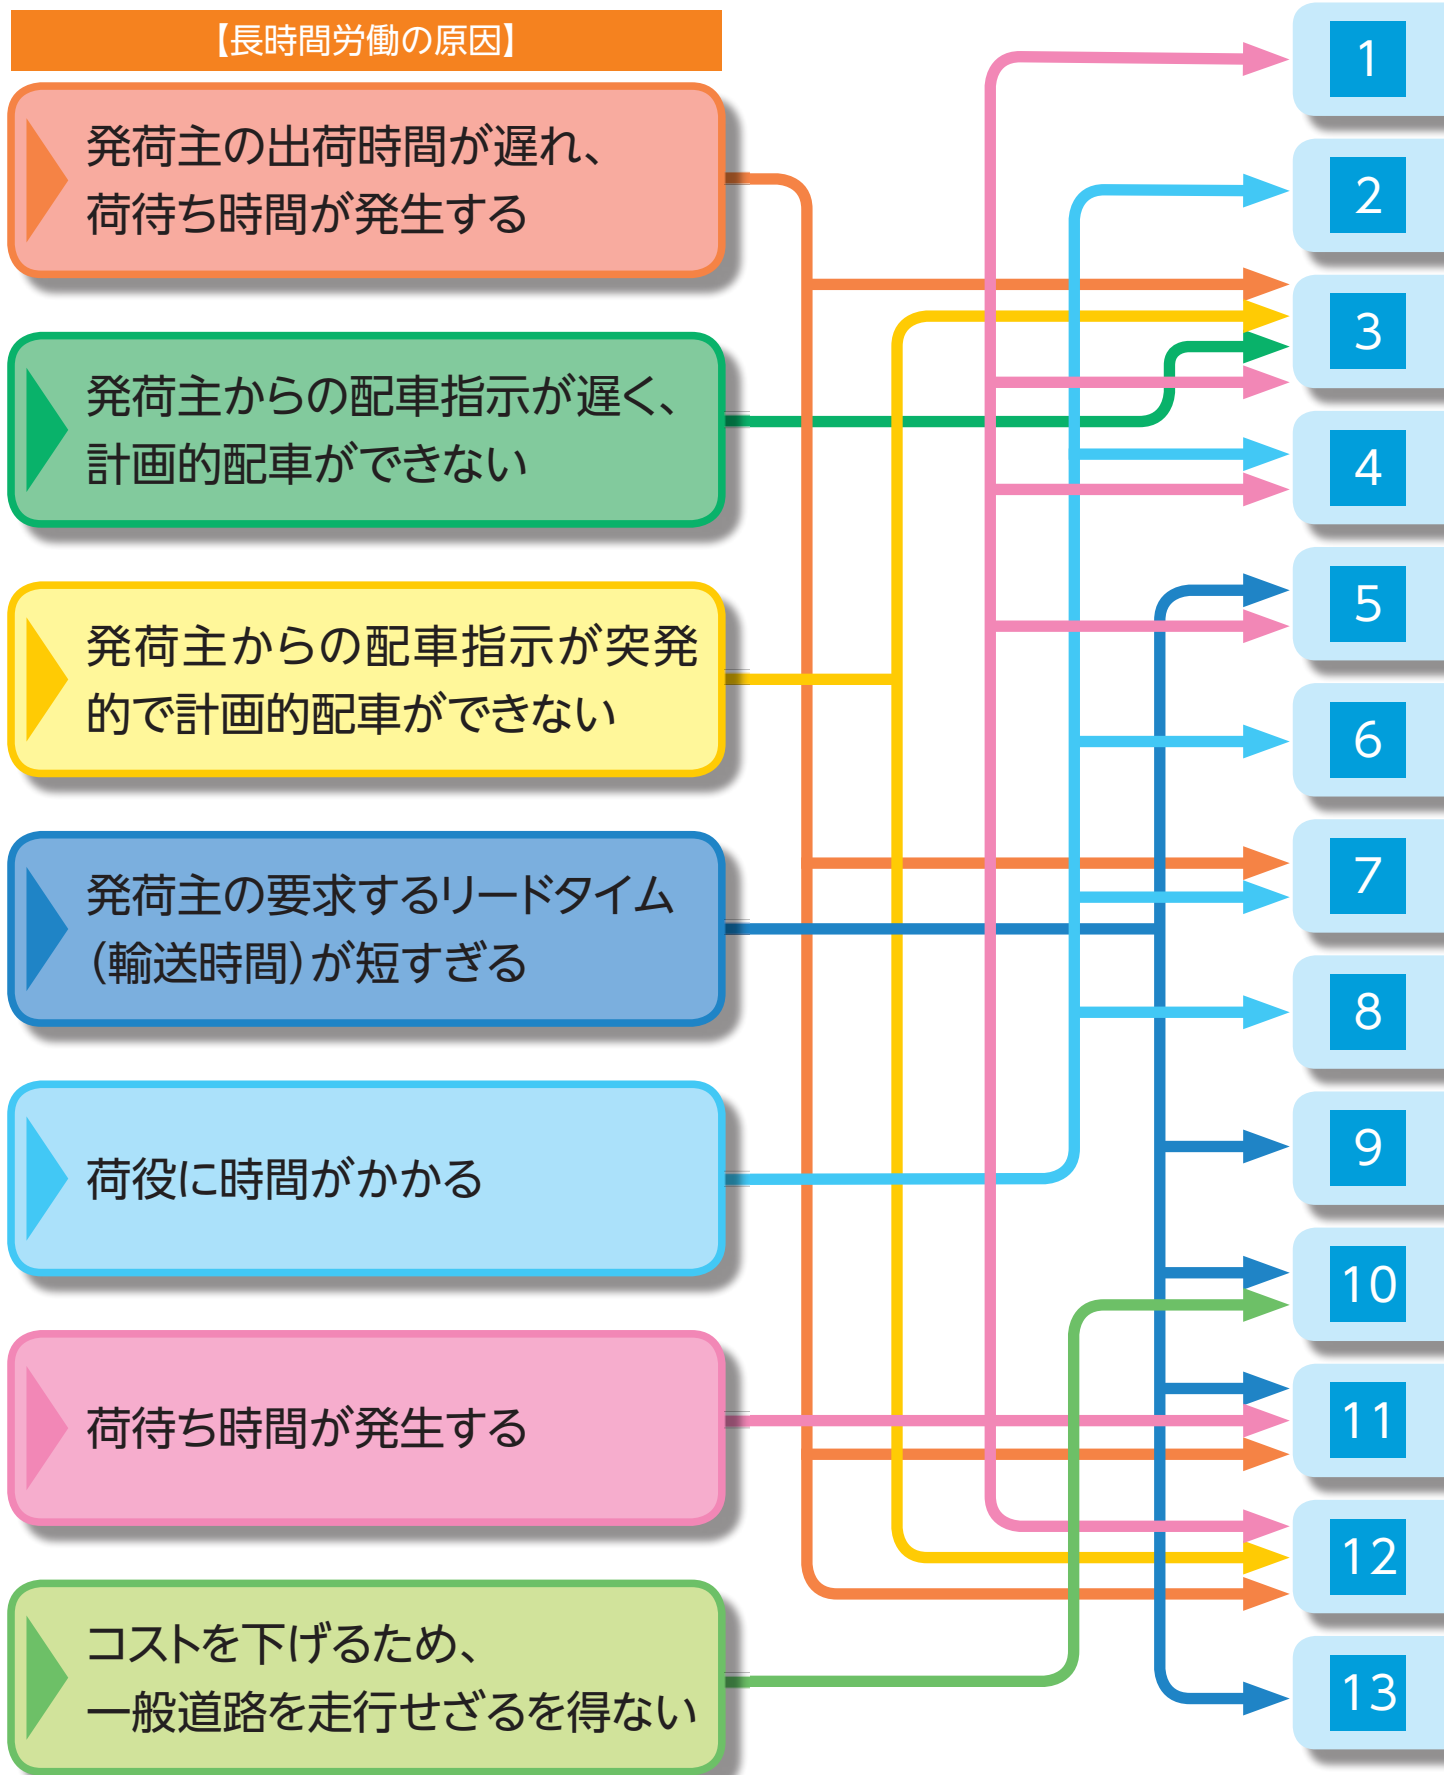 【長時間労働の原因】
発荷主の出荷時間が遅れ、
荷待ち時間が発生する
発荷主からの配車指示が遅く、
計画的配車ができない
発荷主からの配車指示が突発
的で計画的配車ができない
発荷主の要求するリードタイム
（輸送時間）が短すぎる
荷役に時間がかかる
荷待ち時間が発生する
コストを下げるため、
一般道路を走行せざるを得ない
1
2
3
4
5
6
7
8
9
10
11
12
13